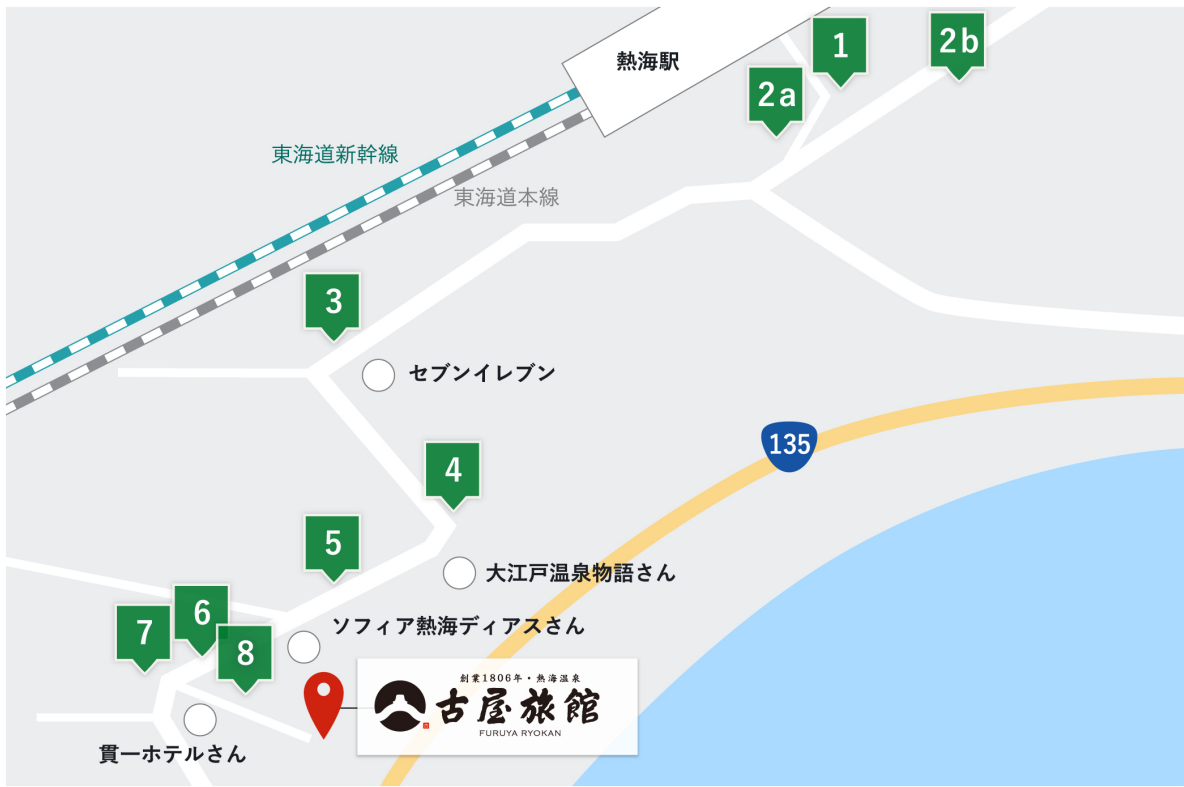 熱海駅
1
2b
2a
東海道新幹線
東海道本線
3
セブンイレブン
135
4
5
大江戸温泉物語さん
6
7
ソフィア熱海ディアスさん
8
創業1806年・熱海温泉
古屋旅館
FURUYA RYOKAN
貫一ホテルさん